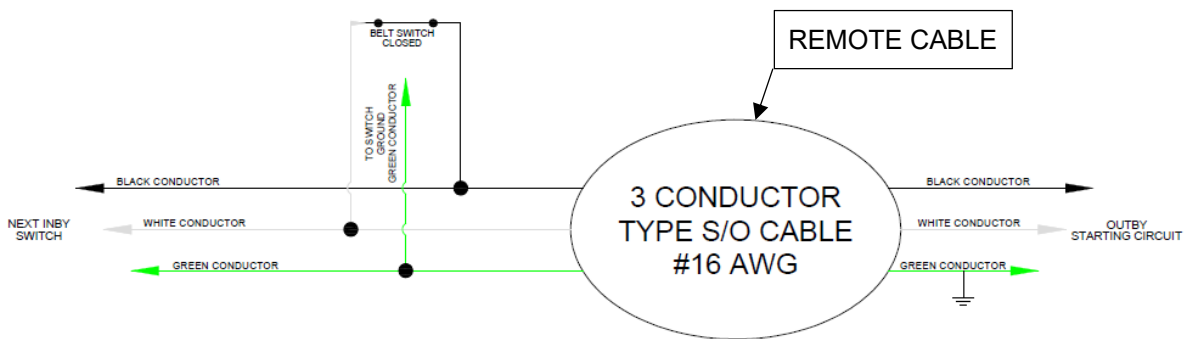 REMOTE CABLE
BELT SWITCH
CLOSED
TO SWITCH
GROUND
GREEN CONDUCTOR
BLACK CONDUCTOR
WHITE CONDUCTOR
GREEN CONDUCTOR
NEXT INBY
SWITCH
3 CONDUCTOR
TYPE S/O CABLE
#16 AWG
BLACK CONDUCTOR
WHITE CONDUCTOR
GREEN CONDUCTOR
OUTBY
STARTING CIRCUIT